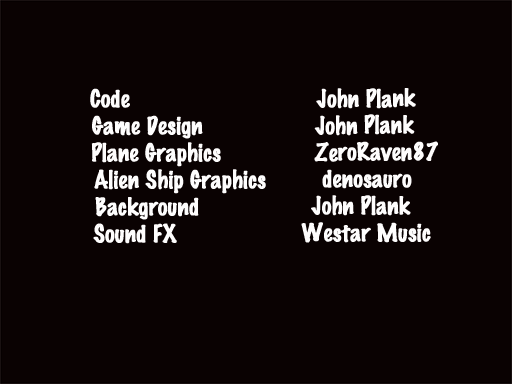 Code John Plank
Game Design John Plank
Plane Graphics ZeroRaven87
Alien Ship Graphics denosauro
Background John Plank
Sound FX Westar Music